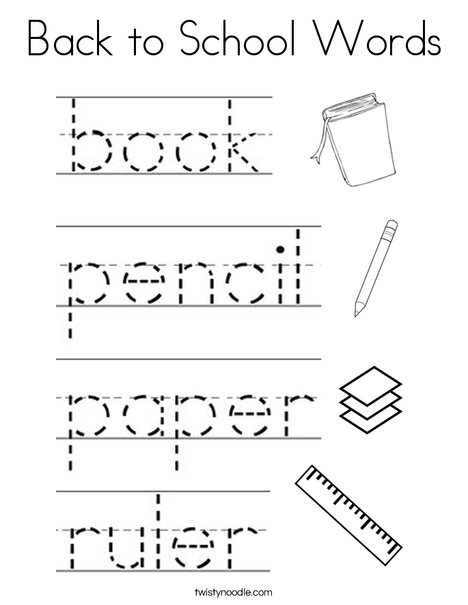 Back to School Words
book
pencil
paper
ruler
twistynoodle.com